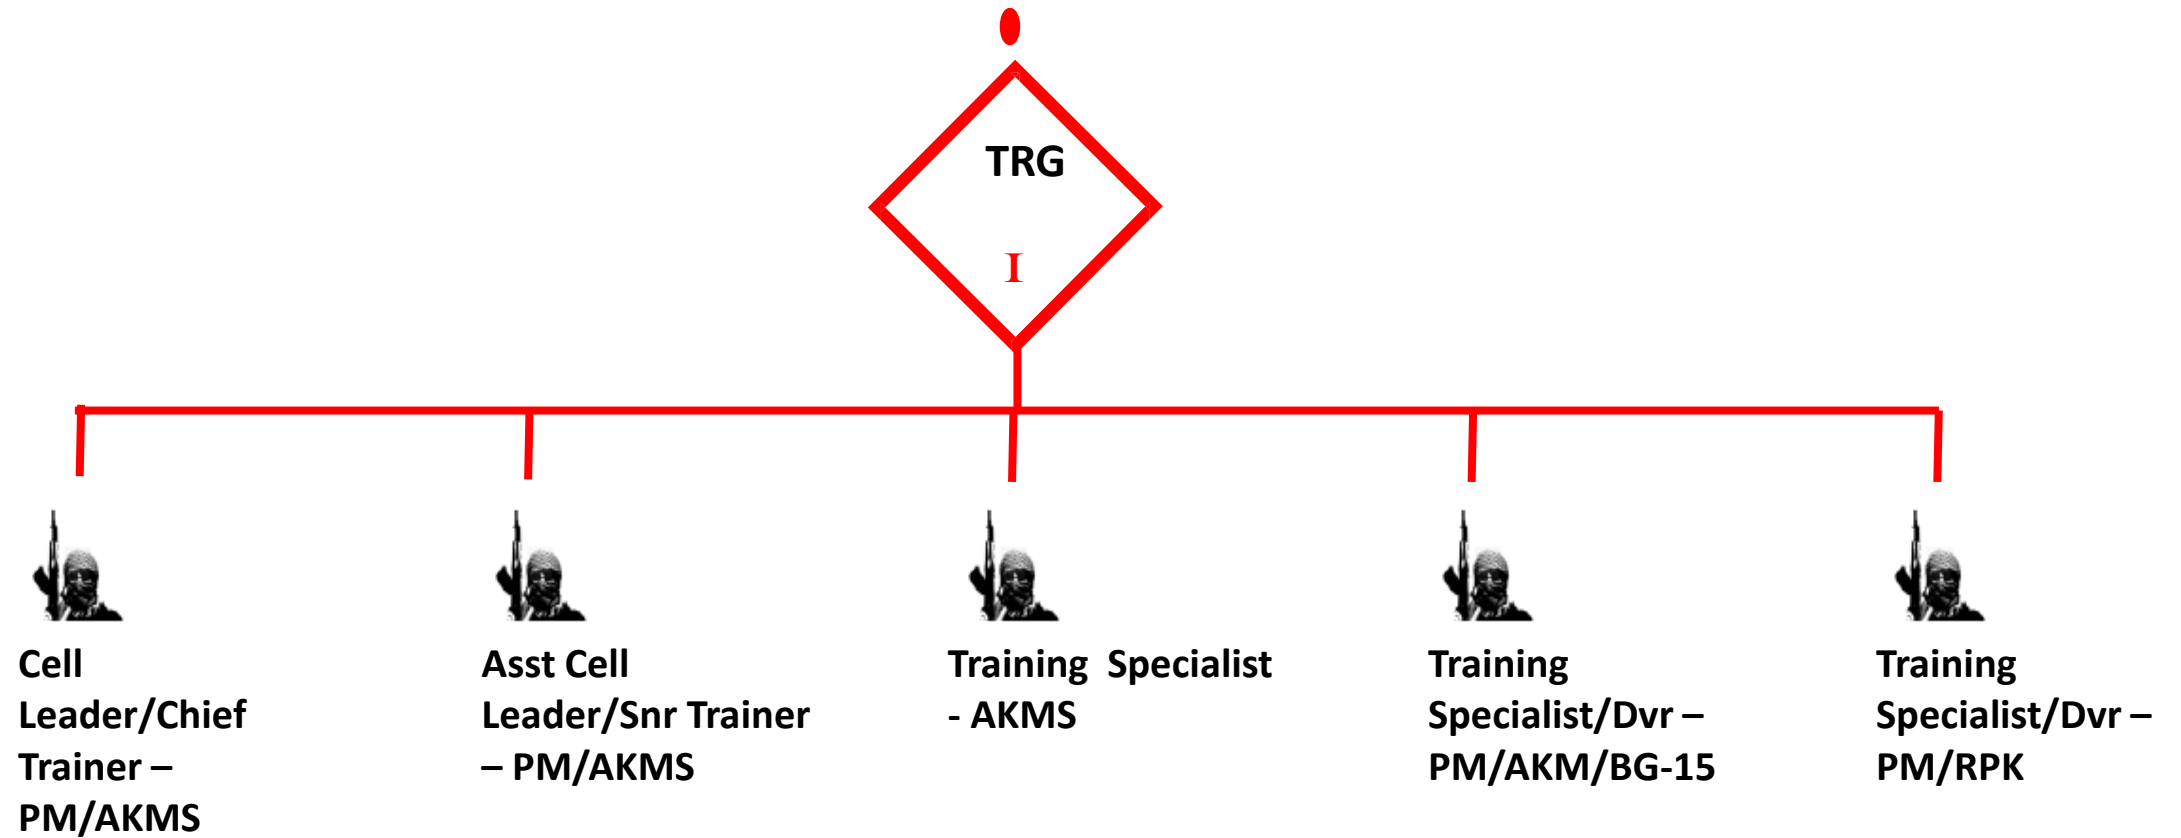 TRG
I
Cell
Leader/Chief
Trainer –
PM/AKMS
Asst Cell
Leader/Snr Trainer
– PM/AKMS
Training  Specialist
- AKMS
Training
Specialist/Dvr –
PM/AKM/BG-15
Training
Specialist/Dvr –
PM/RPK